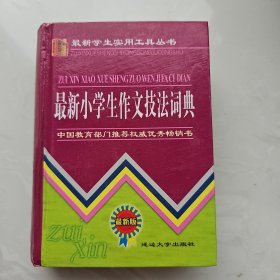 最新学生实用工具丛书
ZUI XIN XIAO XUE SHENG ZUO WEN JI FA CI DIAN
最新小学生作文技法词典
中国教育部门推荐权威优秀畅销书
Zui
Xin
最新版
延边大学出版社